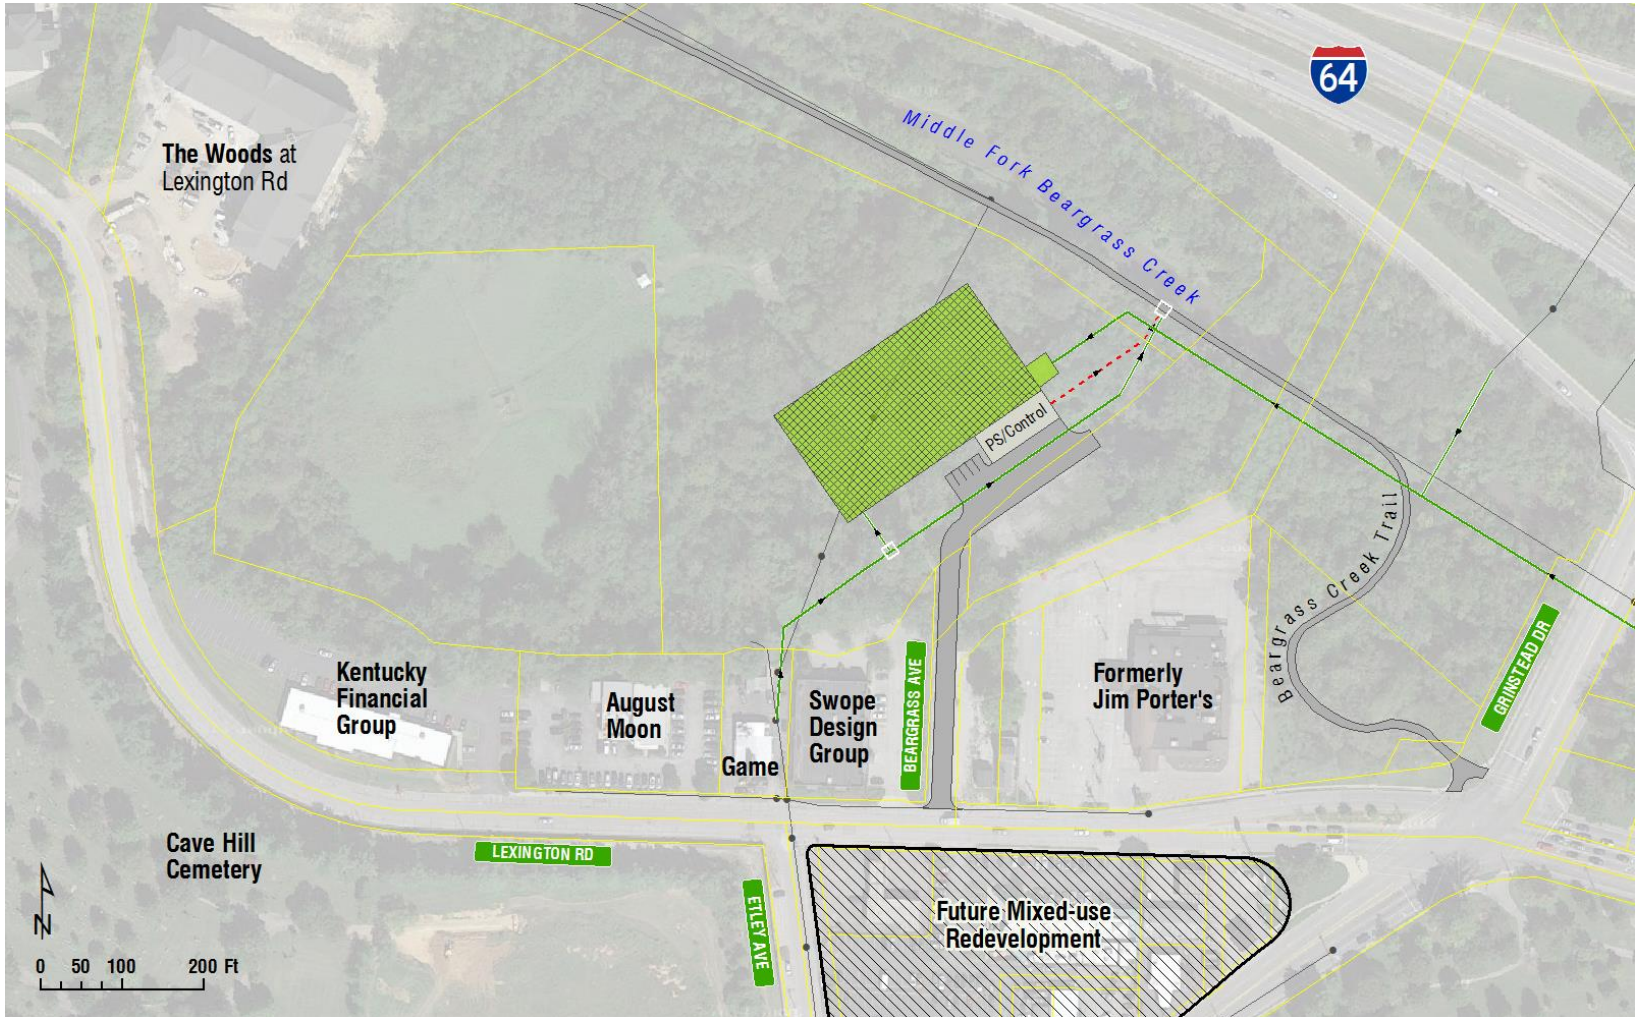 64
Middle Fork Beargrass Creek
The Woods at
Lexington Rd
PS/Control
Beargrass Creek Trail
GRINSTEAD DR
Kentucky
Financial
Group
August
Moon
Game
Swope
Design
Group
BEARGRASS AVE
Formerly
Jim Porter's
Cave Hill
Cemetery
LEXINGTON RD
ETLEY AVE
Future Mixed-use
Redevelopment
N
0 50 100 200 Ft